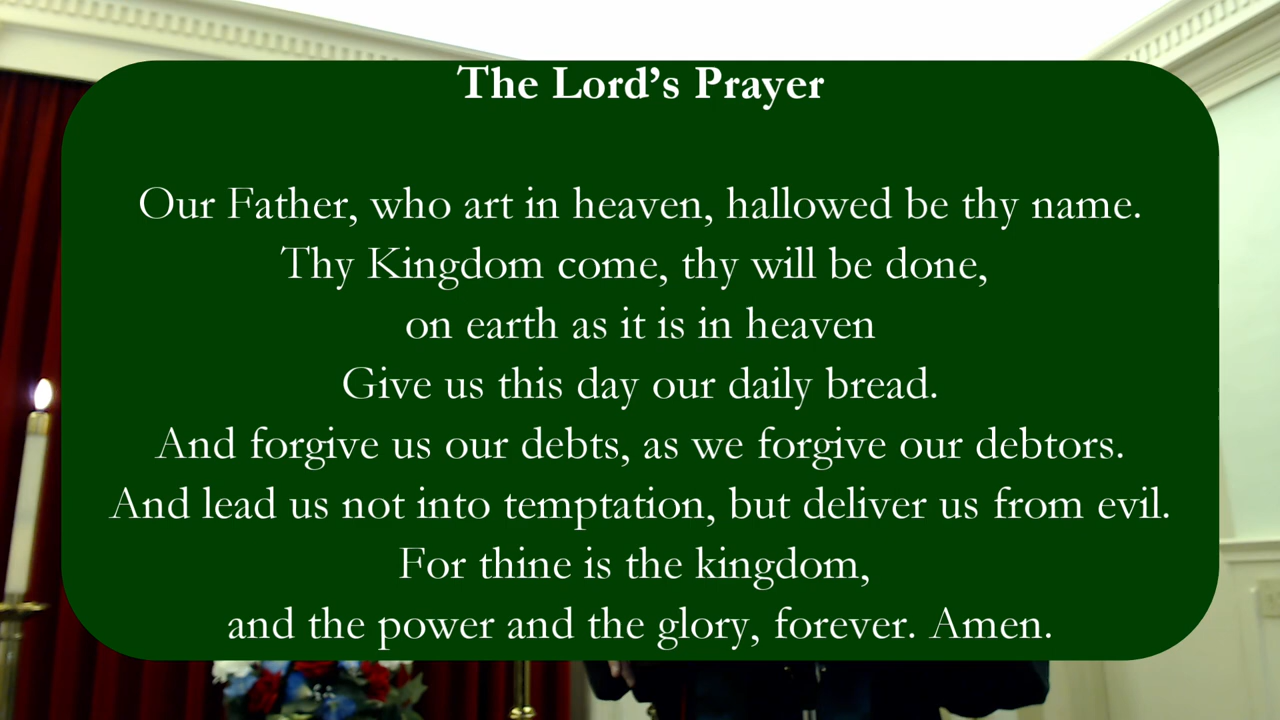 The Lord’s Prayer
Our Father, who art in heaven, hallowed be thy name.
Thy Kingdom come, thy will be done,
on earth as it is in heaven
Give us this day our daily bread.
And forgive us our debts, as we forgive our debtors.
And lead us not into temptation, but deliver us from evil.
For thine is the kingdom,
and the power and the glory, forever. Amen.